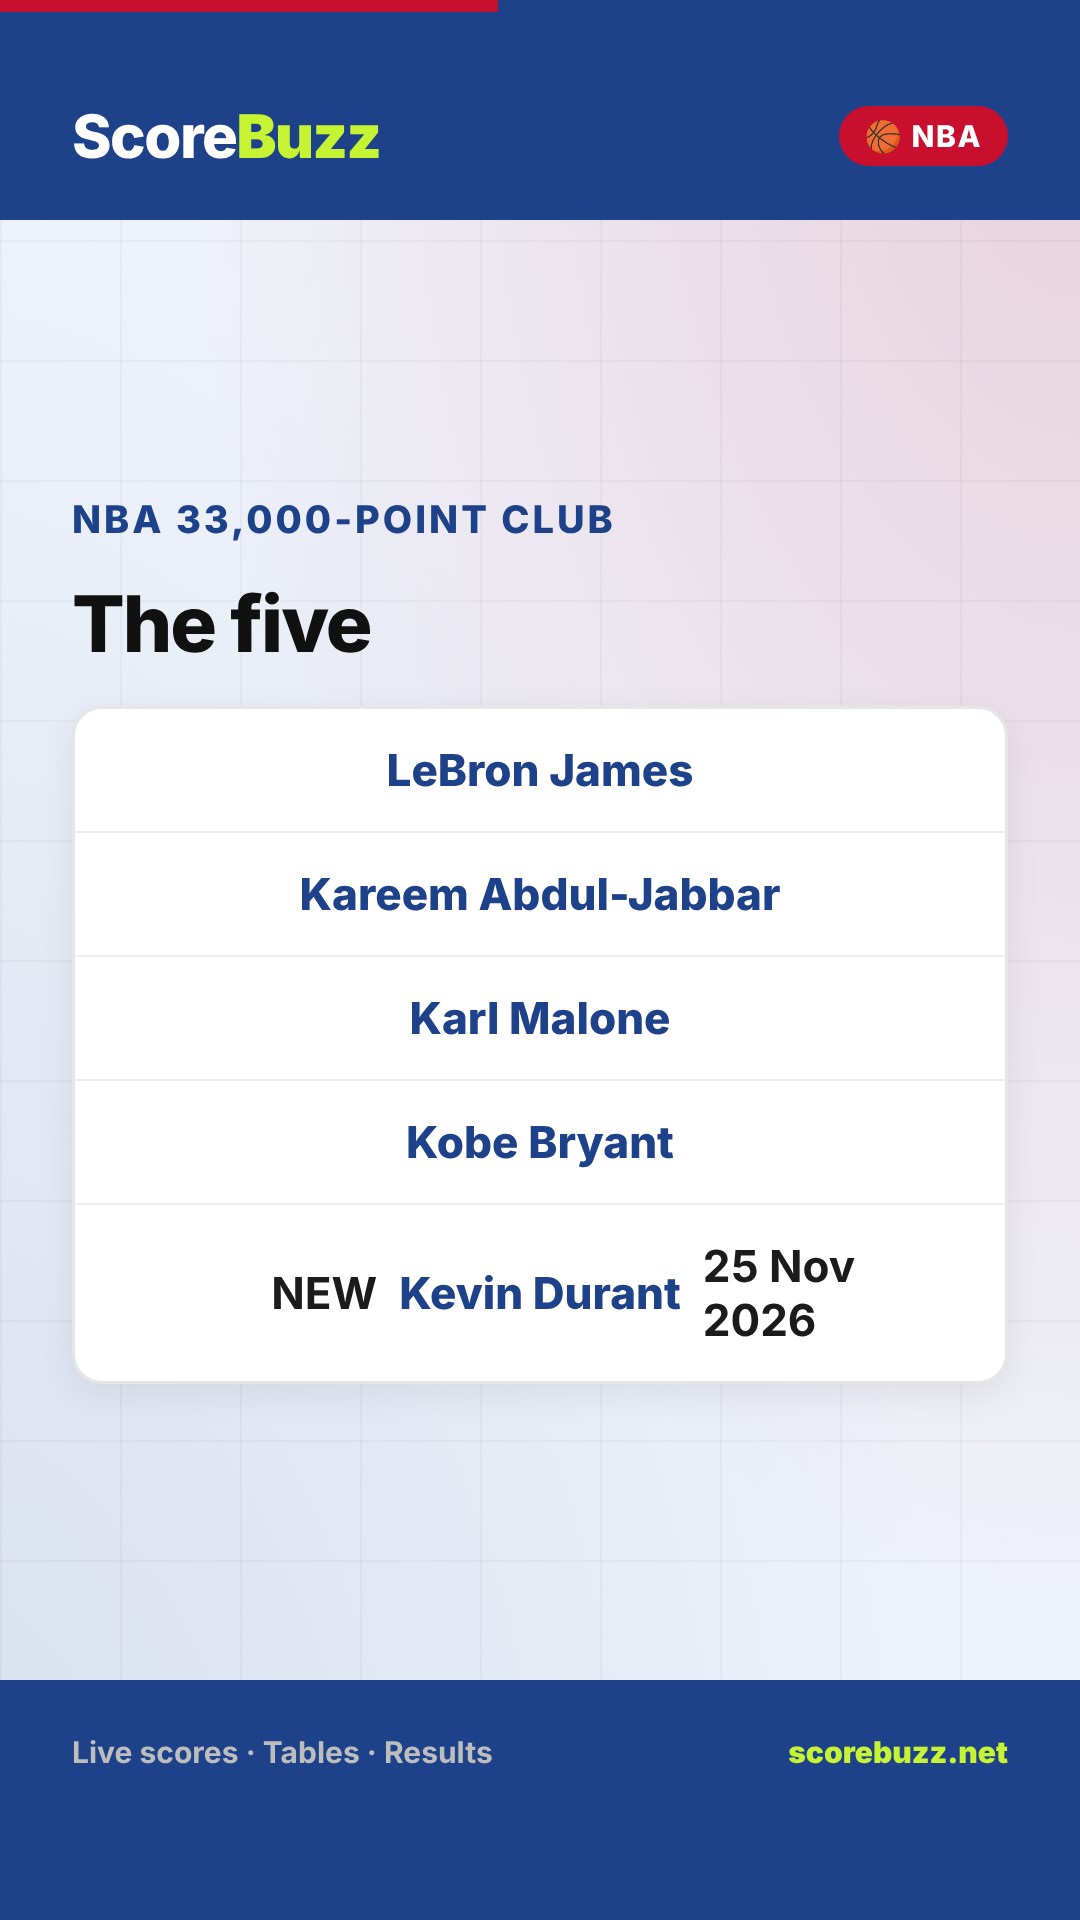 ScoreBuzz
🏀 NBA
NBA 33,000-POINT CLUB
The five
LeBron James
Kareem Abdul-Jabbar
Karl Malone
Kobe Bryant
NEW Kevin Durant 25 Nov
2026
Live scores · Tables · Results
scorebuzz.net